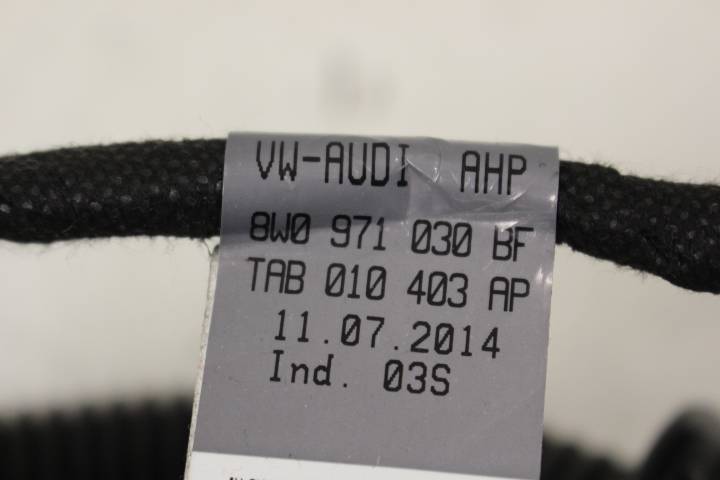 VW-AUDI AHP
8W0 971 030 BF
TAB 010 403 AP
11.07.2014
Ind. 03S